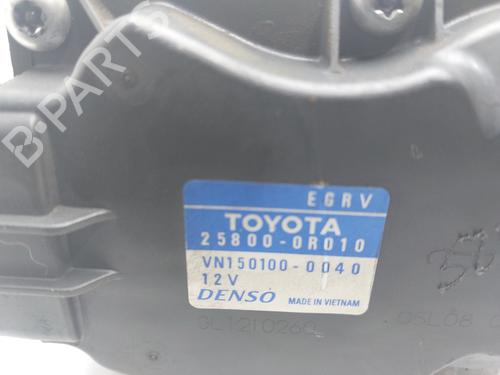 B-PARTS
EGRV
TOYOTA
25800-0R010
VN150100-0040
12V
DENSO MADE IN VIETNAM